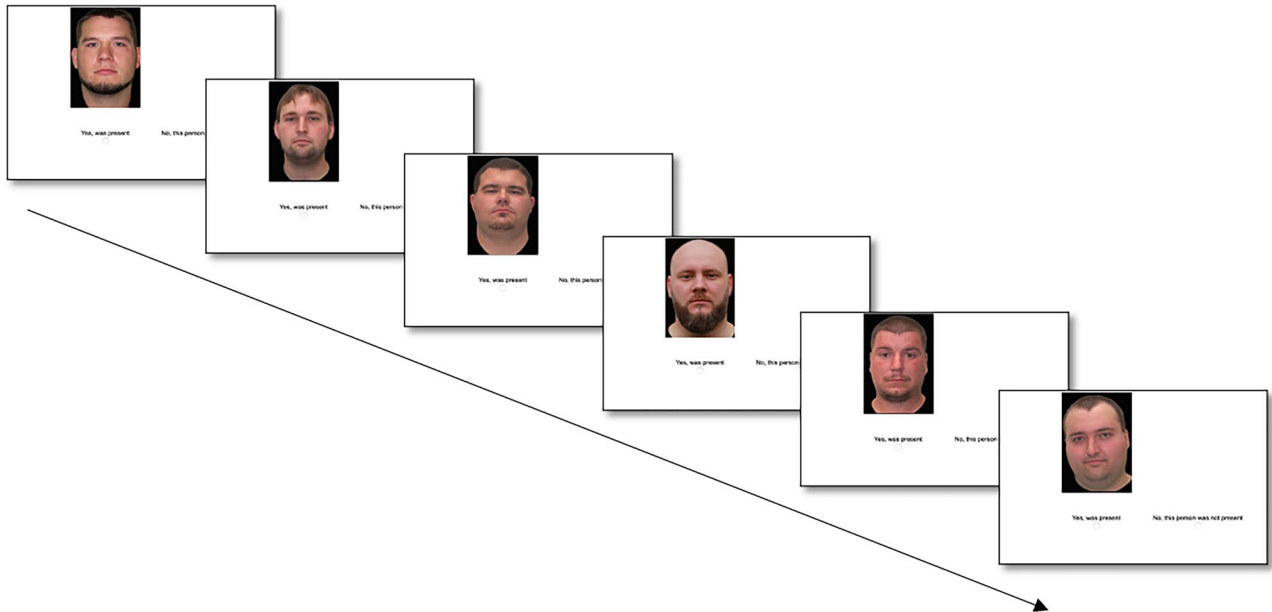 Yes, was present No, this person
Yes, was present No, this person
Yes, was present No, this person
Yes, was present No, this person
Yes, was present No, this person
Yes, was present No, this person was not present